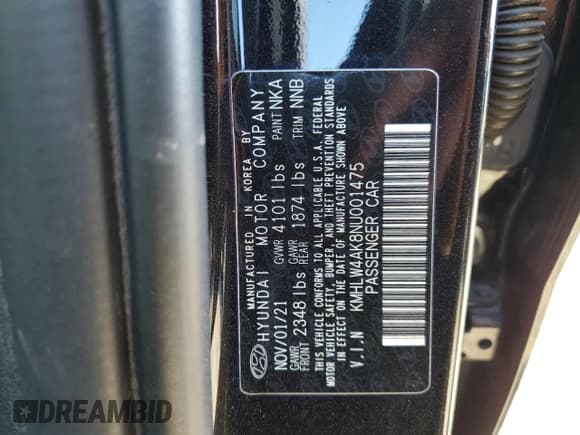 MANUFACTURED IN KOREA BY
HYUNDAI MOTOR COMPANY
NOV/01/21 GVWR 4101 lbs PAINT NKA
GAWR FRONT 2348 lbs GAWR REAR 1874 lbs TRIM NNB
THIS VEHICLE CONFORMS TO ALL APPLICABLE U.S.A. FEDERAL
MOTOR VEHICLE SAFETY, BUMPER, AND THEFT PREVENTION STANDARDS
IN EFFECT ON THE DATE OF MANUFACTURE SHOWN ABOVE
V.I.N KMHLW4AK8NU001475
PASSENGER CAR
DREAMBID